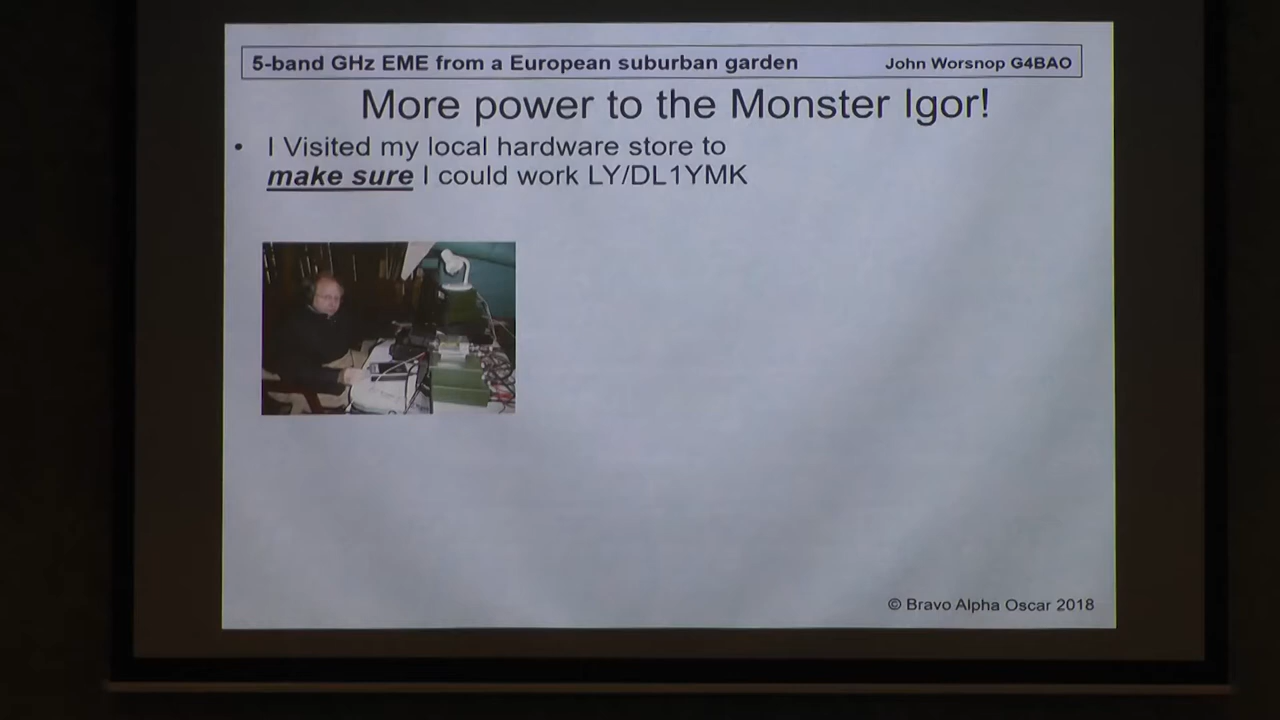 5-band GHz EME from a European suburban garden John Worsnop G4BAO
More power to the Monster Igor!
• I Visited my local hardware store to
make sure I could work LY/DL1YMK
© Bravo Alpha Oscar 2018